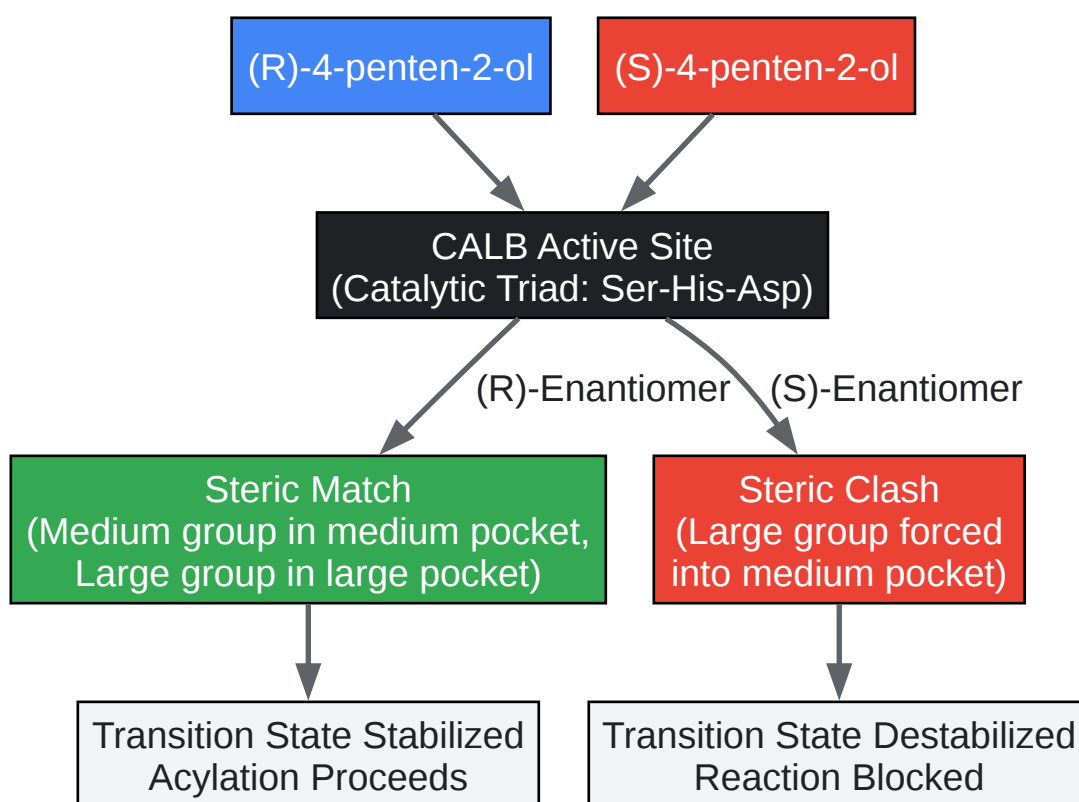 (R)-4-penten-2-ol
(S)-4-penten-2-ol
CALB Active Site
(Catalytic Triad: Ser-His-Asp)
(R)-Enantiomer
(S)-Enantiomer
Steric Match
(Medium group in medium pocket,
Large group in large pocket)
Steric Clash
(Large group forced
into medium pocket)
Transition State Stabilized
Acylation Proceeds
Transition State Destabilized
Reaction Blocked